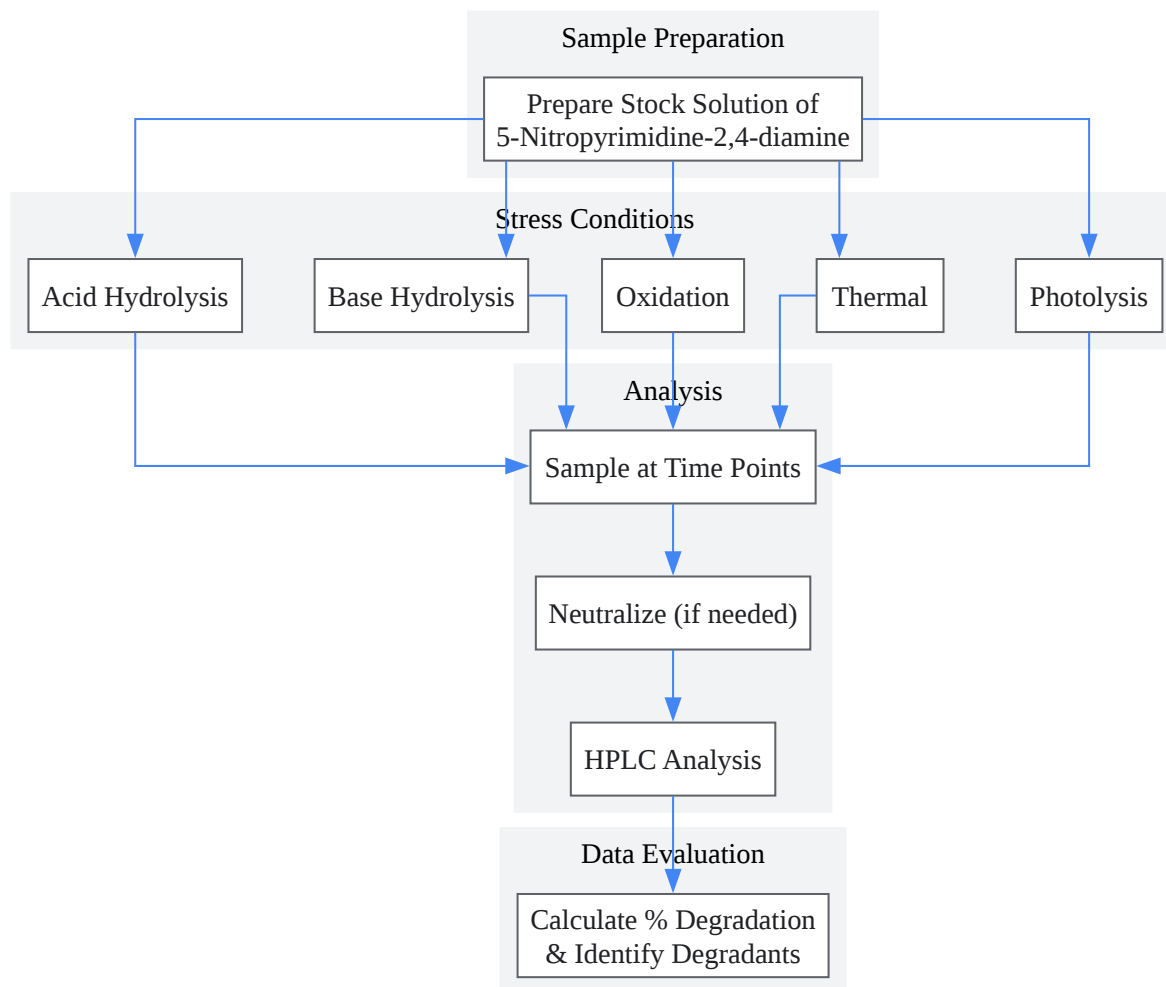 Sample Preparation
Prepare Stock Solution of
5-Nitropyrimidine-2,4-diamine
Stress Conditions
Acid Hydrolysis
Base Hydrolysis
Oxidation
Thermal
Photolysis
Analysis
Sample at Time Points
Neutralize (if needed)
HPLC Analysis
Data Evaluation
Calculate % Degradation
& Identify Degradants